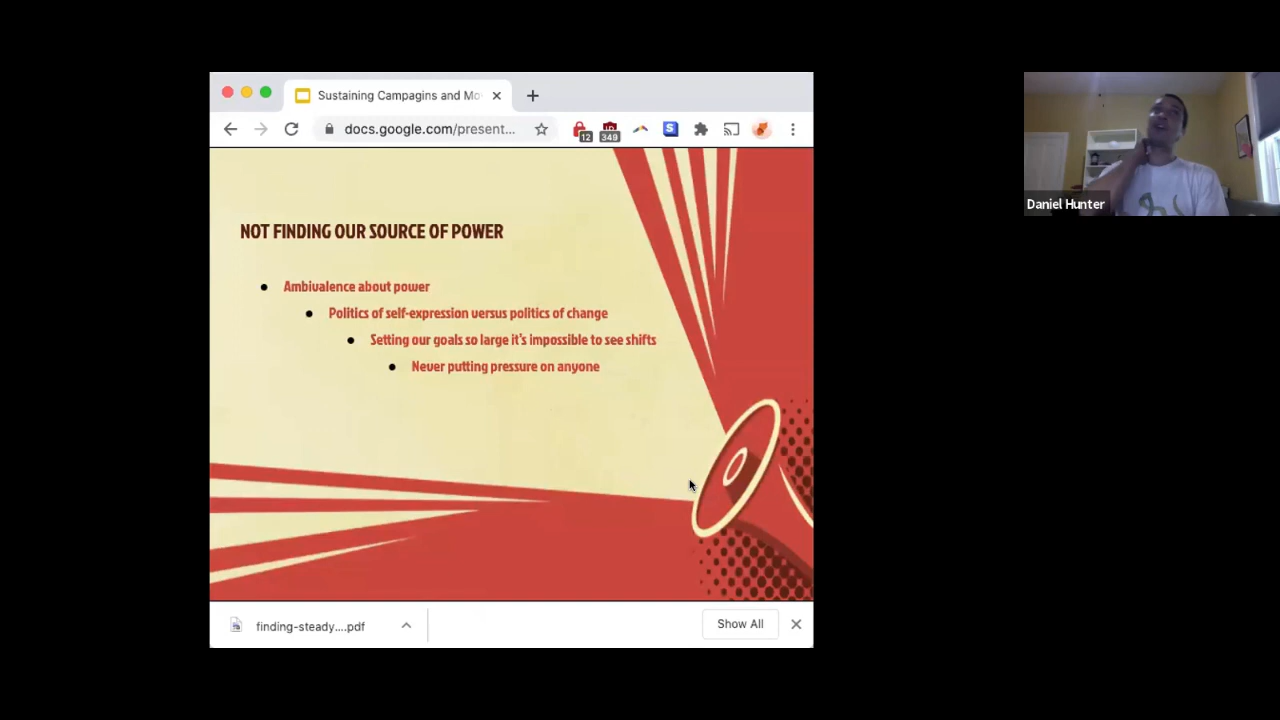 Sustaining Campagins and Mo
docs.google.com/present...
12
349
S
NOT FINDING OUR SOURCE OF POWER
Ambivalence about power
Politics of self-expression versus politics of change
Setting our goals so large it's impossible to see shifts
Never putting pressure on anyone
finding-steady....pdf
Show All
Daniel Hunter